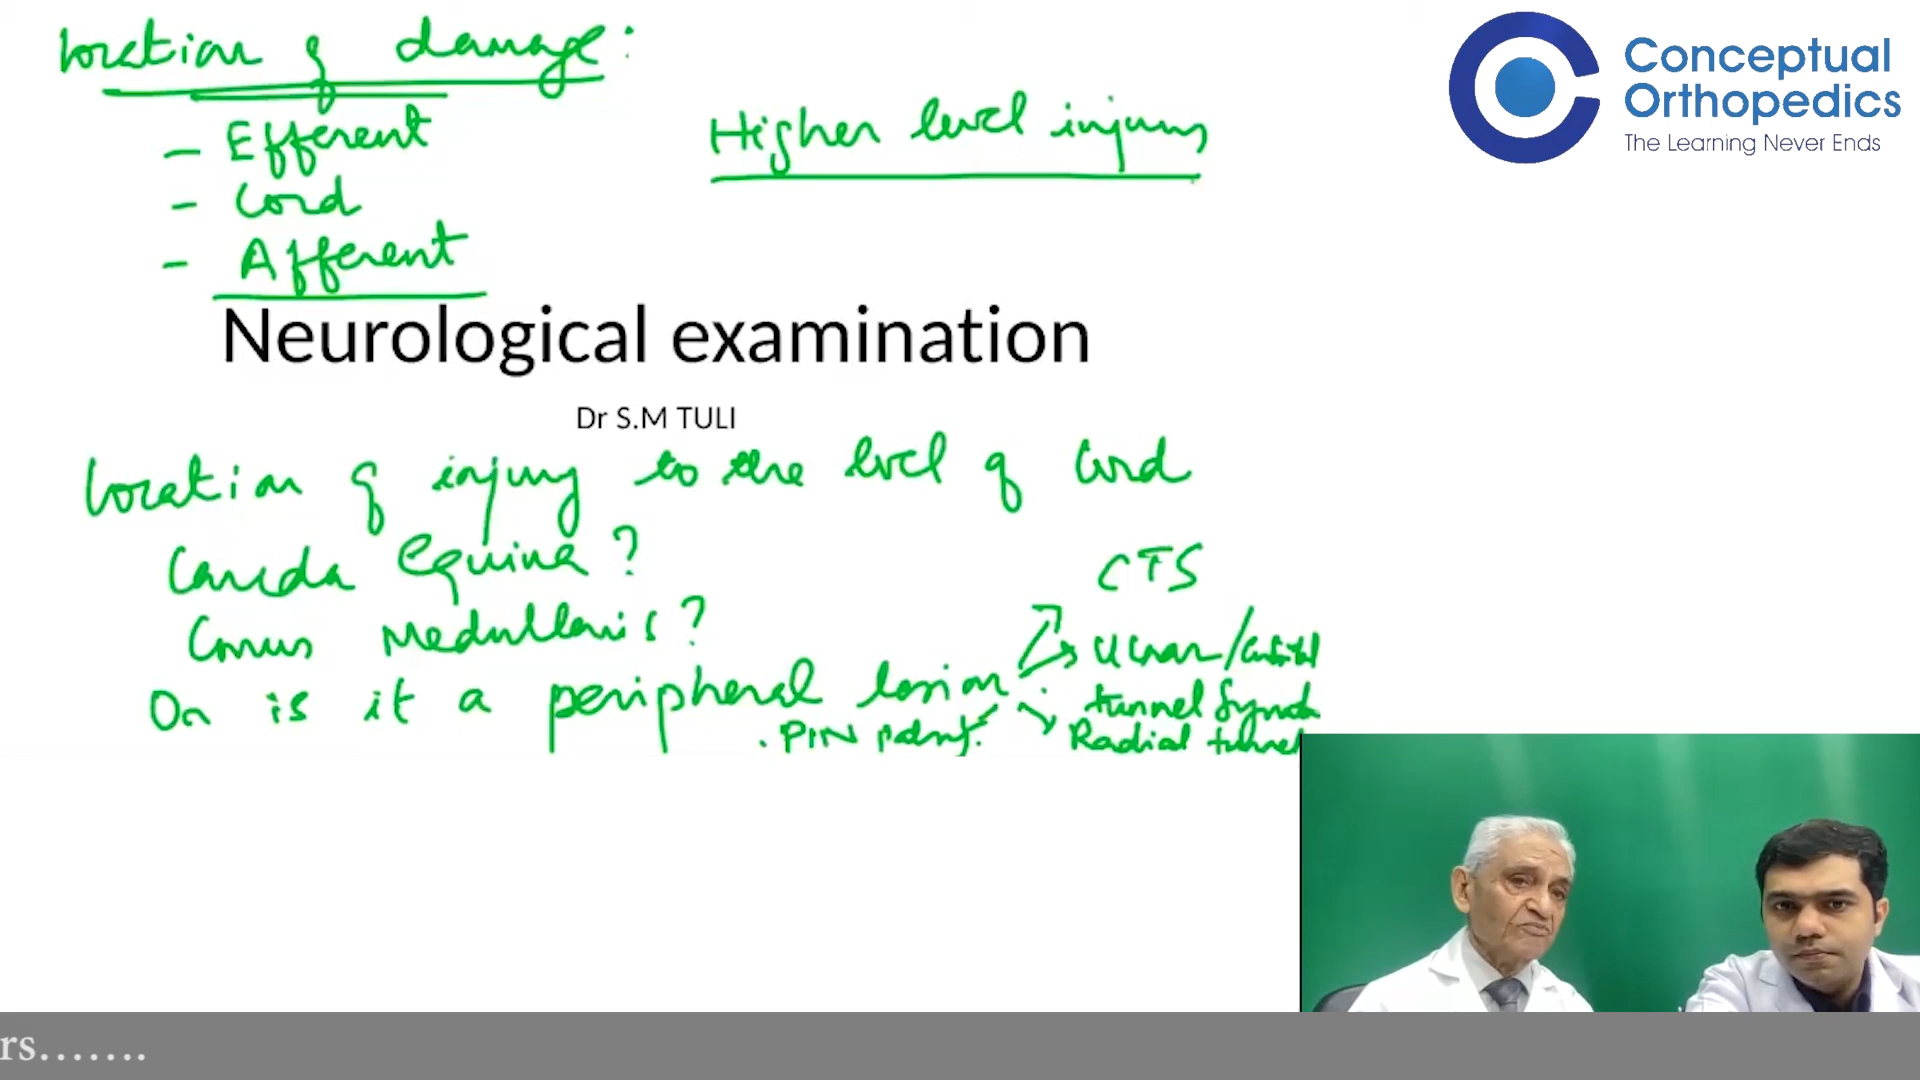 Location of damage:
- Efferent
- Cord
- Afferent
Higher level injury
Conceptual
Orthopedics
The Learning Never Ends
Neurological examination
Dr S.M TULI
Location of injury to the level of Cord
Cauda equina?
Conus Medullaris?
Or is it a peripheral lesion
CTS
Ulnar/Cubital
tunnel
Radial tunnel
. PIN
rs.......